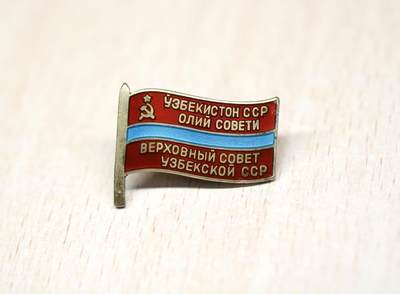 ЎЗБЕКИСТОН ССР
ОЛИЙ СОВЕТИ
ВЕРХОВНЫЙ СОВЕТ
УЗБЕКСКОЙ ССР